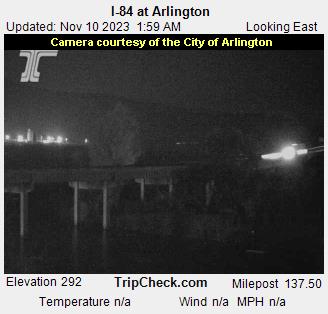 I-84 at Arlington
Updated: Nov 10 2023 1:59 AM Looking East
Camera courtesy of the City of Arlington
Elevation 292 TripCheck.com Milepost 137.50
Temperature n/a Wind n/a MPH n/a